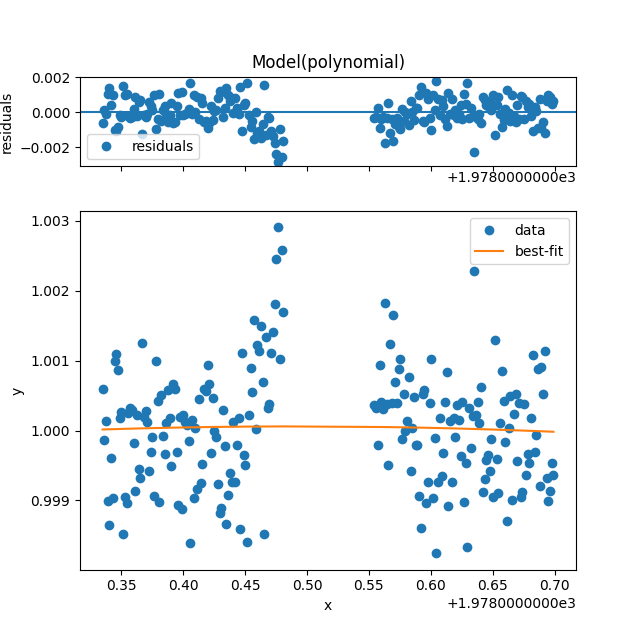 Model(polynomial)
0.002
0.000
−0.002
residuals
residuals
+1.9780000000e3
1.003
1.002
1.001
1.000
0.999
y
data
best-fit
0.35 0.40 0.45 0.50 0.55 0.60 0.65 0.70
x
+1.9780000000e3